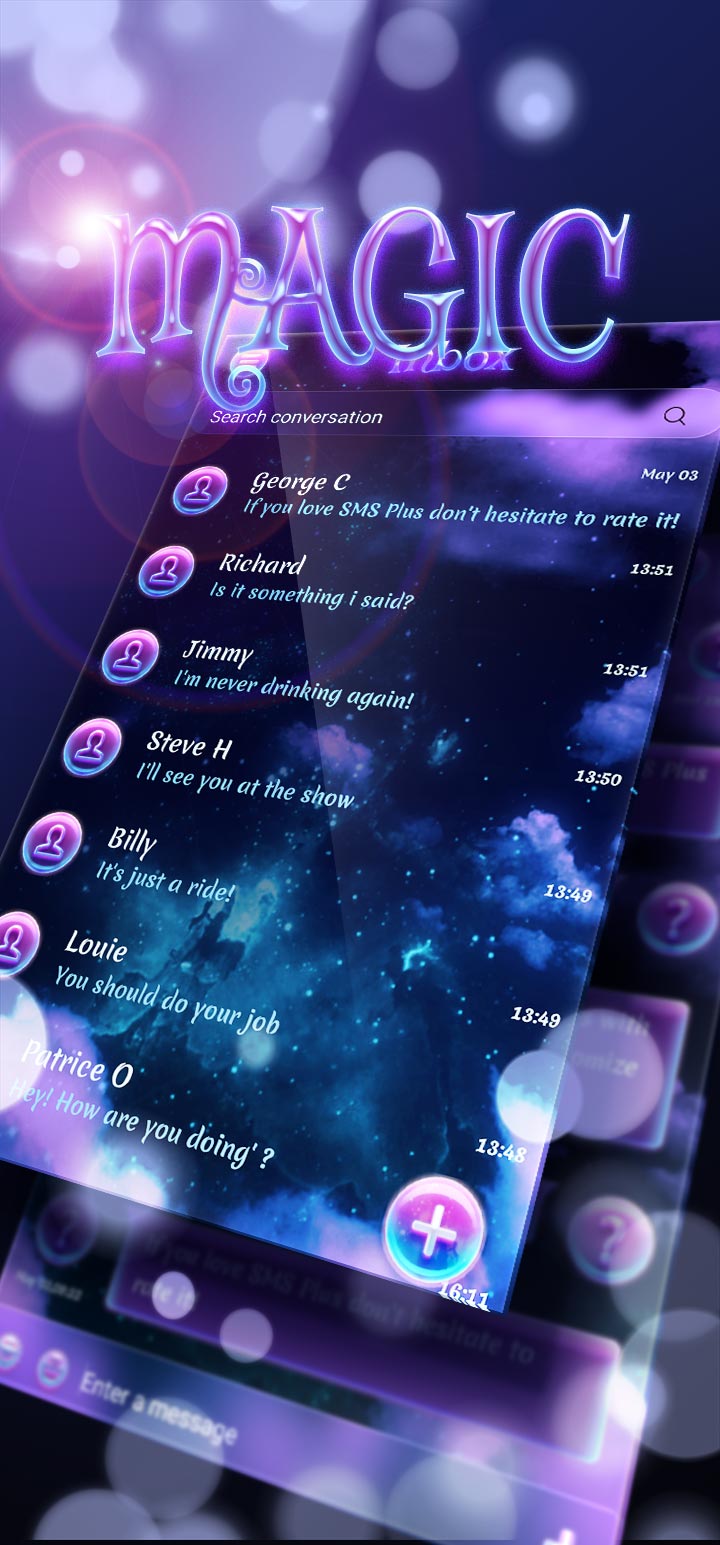 MAGIC
Inbox
Search conversation
George C
May 03
If you love SMS Plus don't hesitate to rate it!
Richard
13:51
Is it something i said?
Jimmy
13:51
I'm never drinking again!
Steve H
13:50
I'll see you at the show
S Plus
Billy
13:49
It's just a ride!
Louie
13:49
You should do your job
with
omize
Patrice O
13:48
Hey! How are you doing' ?
16:11
If you love SMS Plus don't hesitate to
rate it!
Enter a message